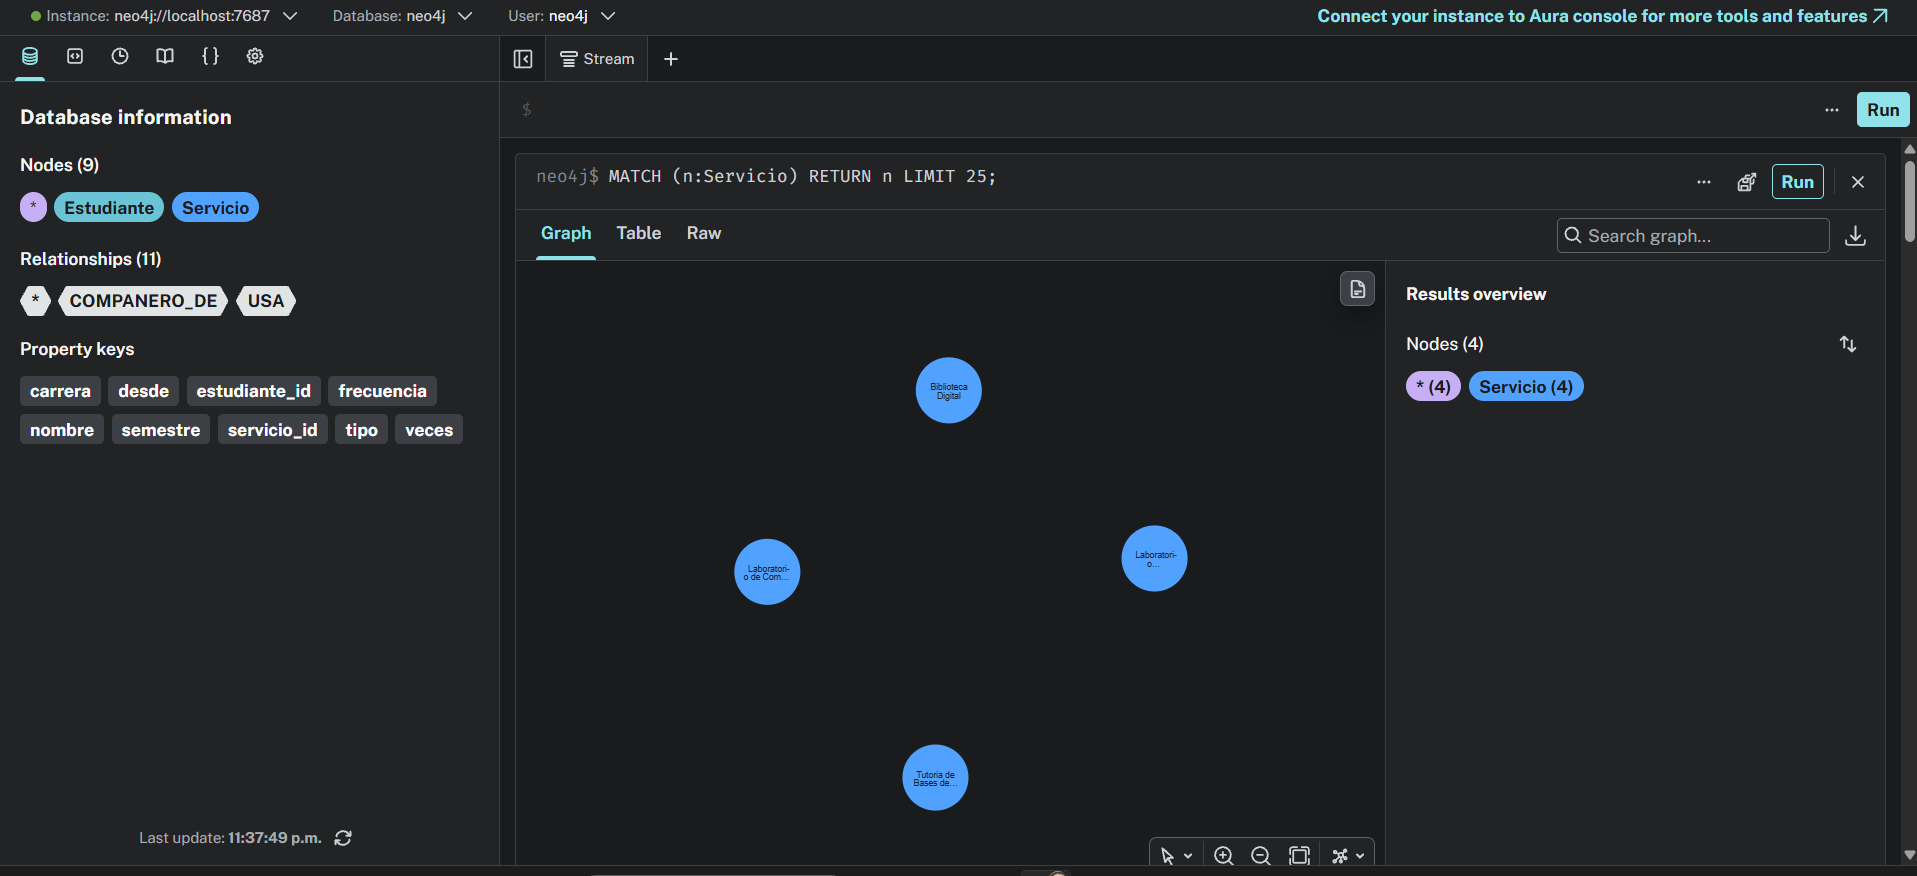 Instance: neo4j://localhost:7687 Database: neo4j User: neo4j Connect your instance to Aura console for more tools and features
Stream
$ Run
Database information
Nodes (9)
* Estudiante Servicio
Relationships (11)
* COMPANERO_DE USA
Property keys
carrera desde estudiante_id frecuencia
nombre semestre servicio_id tipo veces
Last update: 11:37:49 p.m.
neo4j$ MATCH (n:Servicio) RETURN n LIMIT 25;
Run
Graph Table Raw
Search graph...
Biblioteca
Digital
Laboratori-
o de Com...
Laboratori-
o...
Tutoria de
Bases de...
Results overview
Nodes (4)
* (4) Servicio (4)